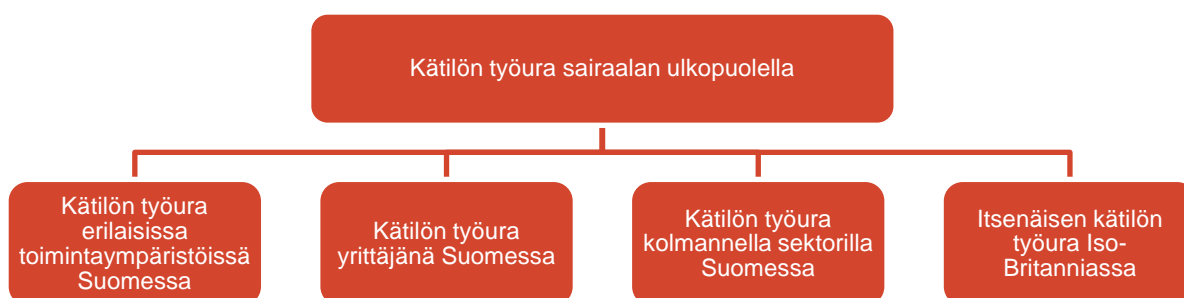 Kätilön työura sairaalan ulkopuolella
Kätilön työura
erilaisissa
toimintaympäristöissä
Suomessa
Kätilön työura
yrittäjänä Suomessa
Kätilön työura
kolmannella sektorilla
Suomessa
Itsenäisen kätilön
työura Iso-
Britanniassa